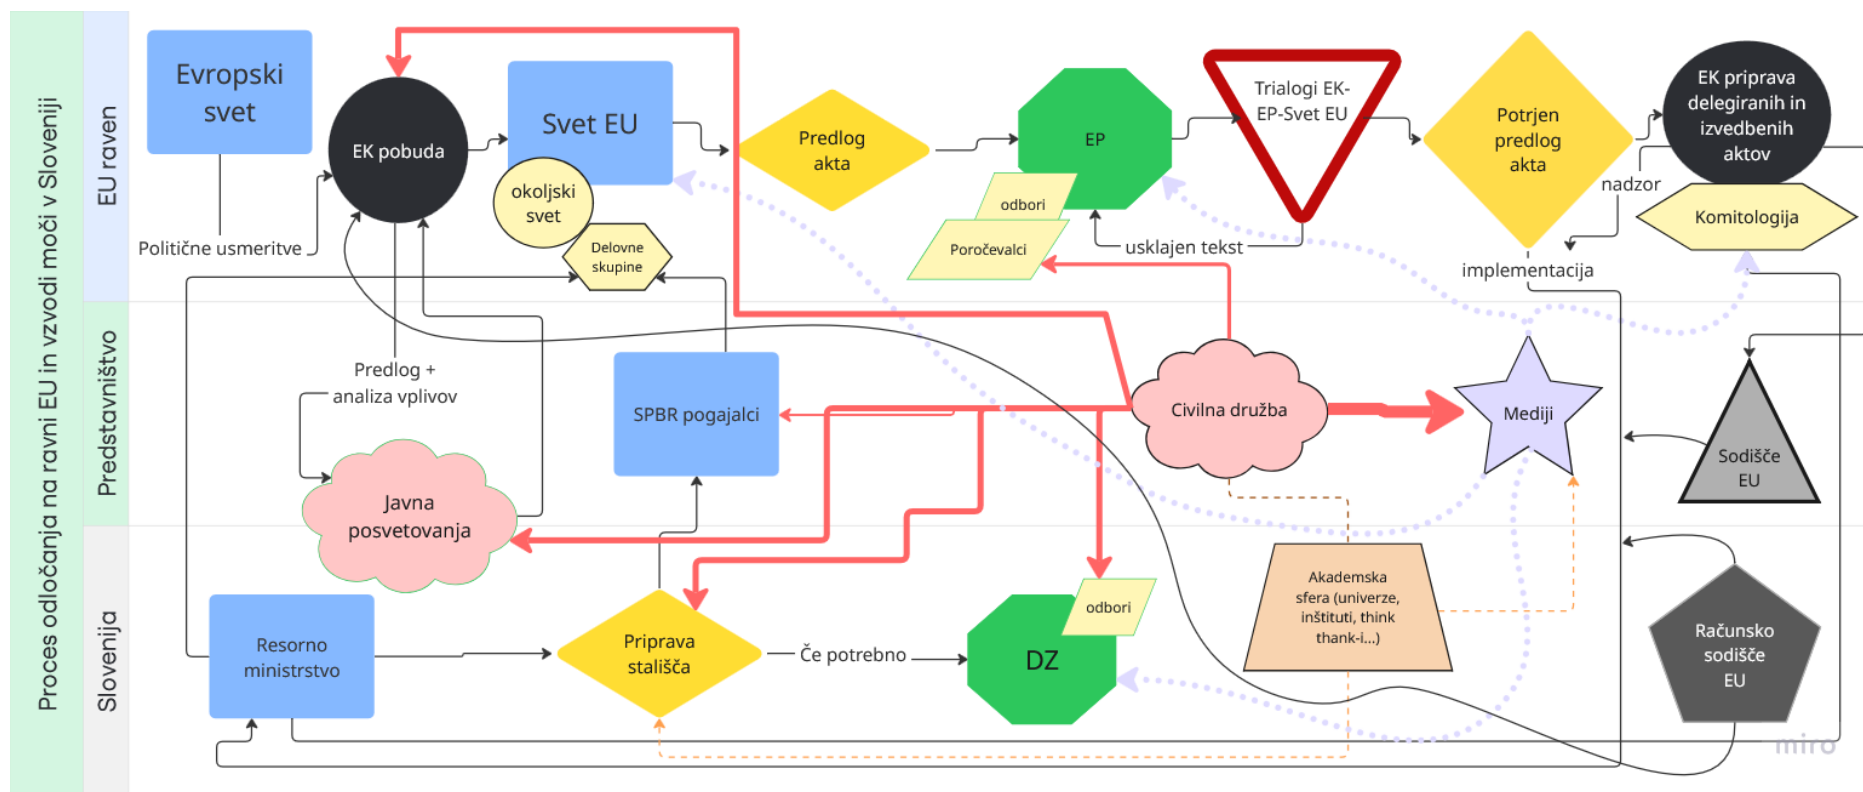 Proces odločanja na ravni EU in vzvodi moči v Sloveniji
EU raven
Evropski
svet
Politične usmeritve
EK pobuda
Svet EU
okoljski
svet
Delovne
skupine
Predlog
akta
EP
odbori
Poročevalci
usklajen tekst
Trialogi EK-
EP-Svet EU
Potrjen
predlog
akta
implementacija
nadzor
EK priprava
delegiranih in
izvedbenih
aktov
Komitologija
Predstavništvo
Predlog +
analiza vplivov
Javna
posvetovanja
SPBR pogajalci
Civilna družba
Mediji
Sodišče
EU
Slovenija
Resorno
ministrstvo
Priprava
stališča
Če potrebno
DZ
odbori
Akademska
sfera (univerze,
inštituti, think
thank-i...)
Računsko
sodišče
EU
miro